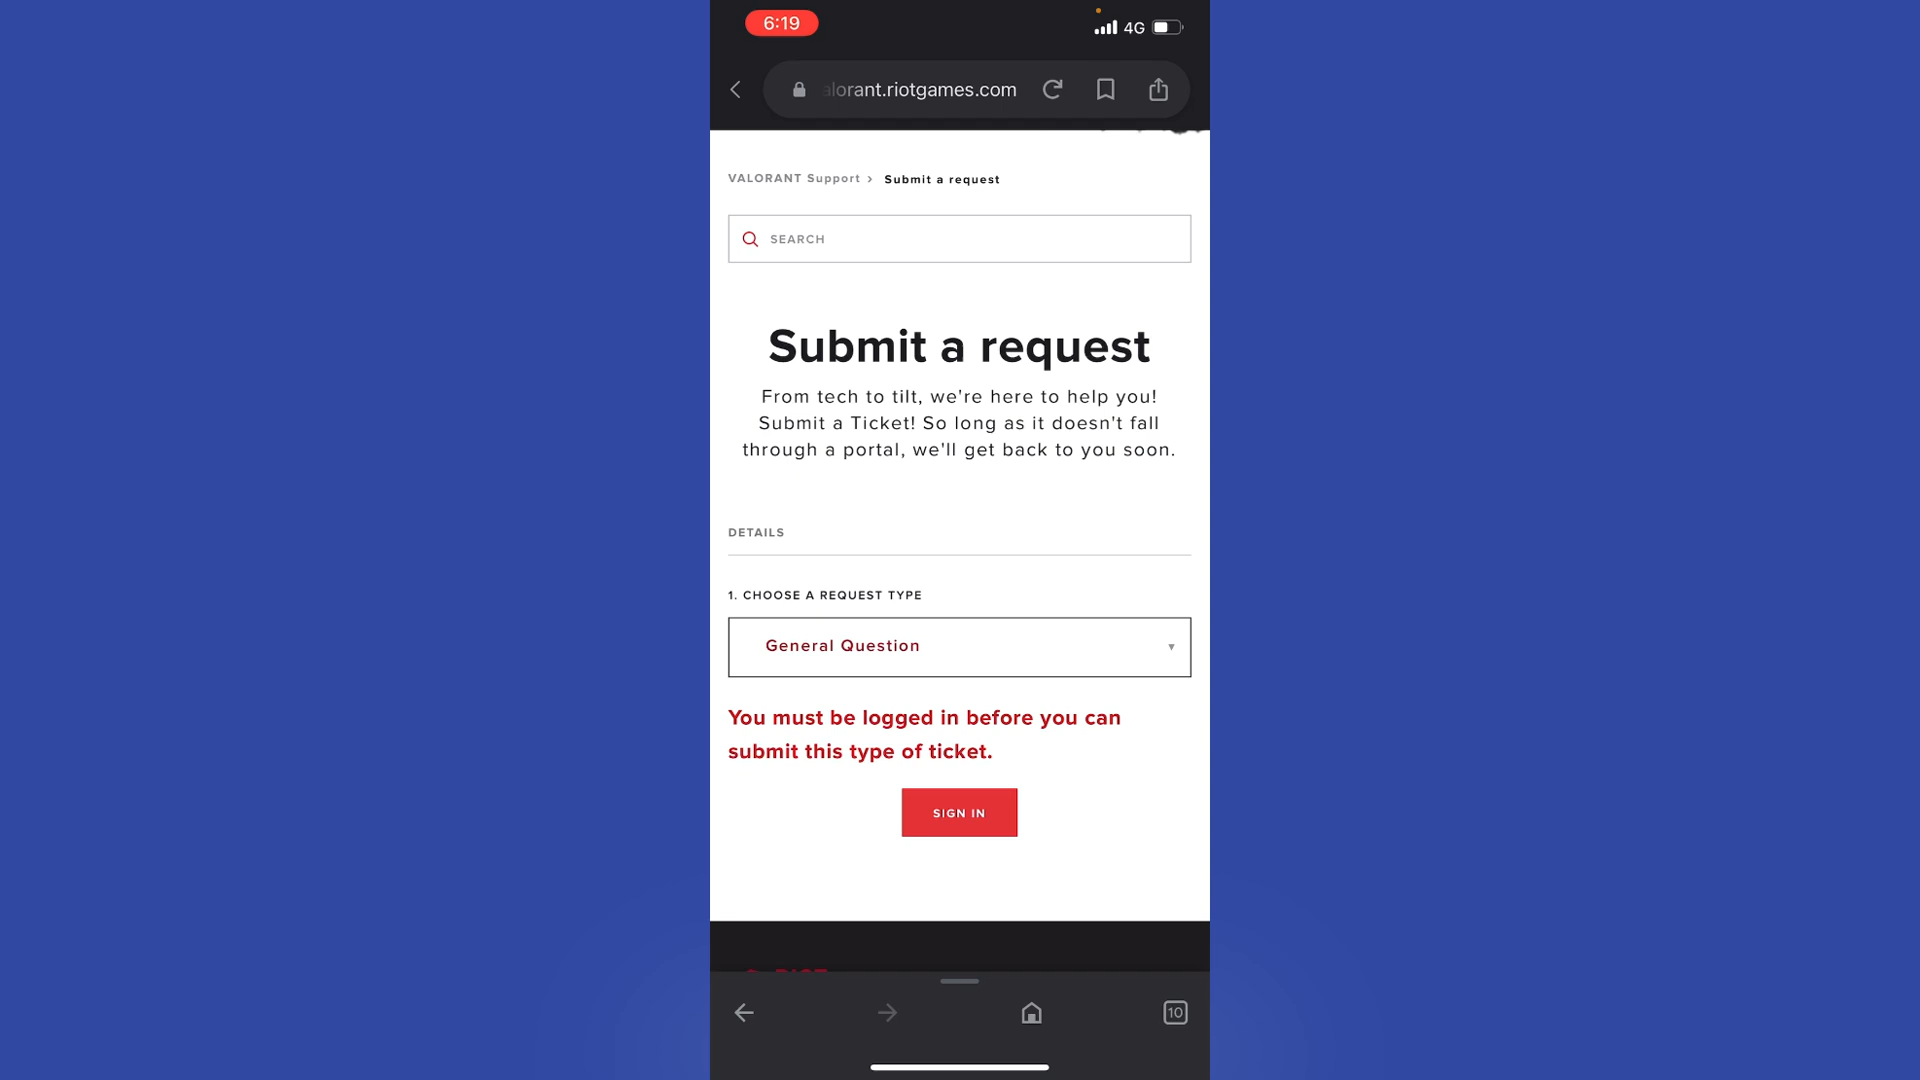 6:19
4G
alorant.riotgames.com
VALORANT Support > Submit a request
SEARCH
Submit a request
From tech to tilt, we're here to help you!
Submit a Ticket! So long as it doesn't fall
through a portal, we'll get back to you soon.
DETAILS
1. CHOOSE A REQUEST TYPE
General Question
You must be logged in before you can
submit this type of ticket.
SIGN IN
10